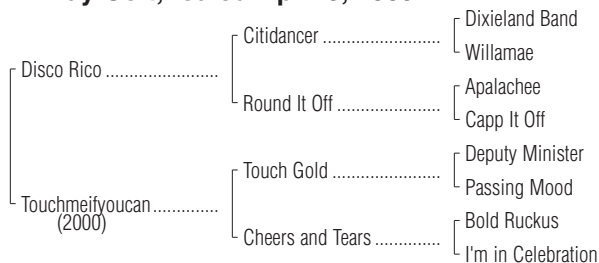 Dixieland Band
Citidancer ........................
Willamae
Disco Rico ..........................
Apalachee
Round It Off ........................
Capp It Off
Deputy Minister
Touch Gold .........................
Passing Mood
Touchmeifyoucan...............
(2000)
Bold Ruckus
Cheers and Tears ...............
I'm in Celebration